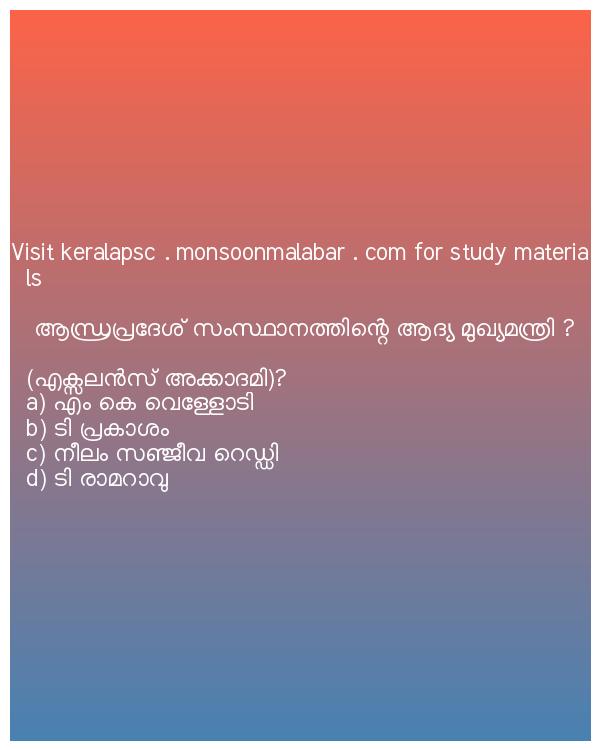 Visit keralapsc . monsoonmalabar . com for study materia
ls
ആന്ധ്രപ്രദേശ് സംസ്ഥാനത്തിന്റെ ആദ്യ മുഖ്യമന്ത്രി ?
(എക്സലൻസ് അക്കാദമി)?
a) എം കെ വെള്ളോടി
b) ടി പ്രകാശം
c) നീലം സഞ്ജീവ റെഡ്ഡി
d) ടി രാമറാവു